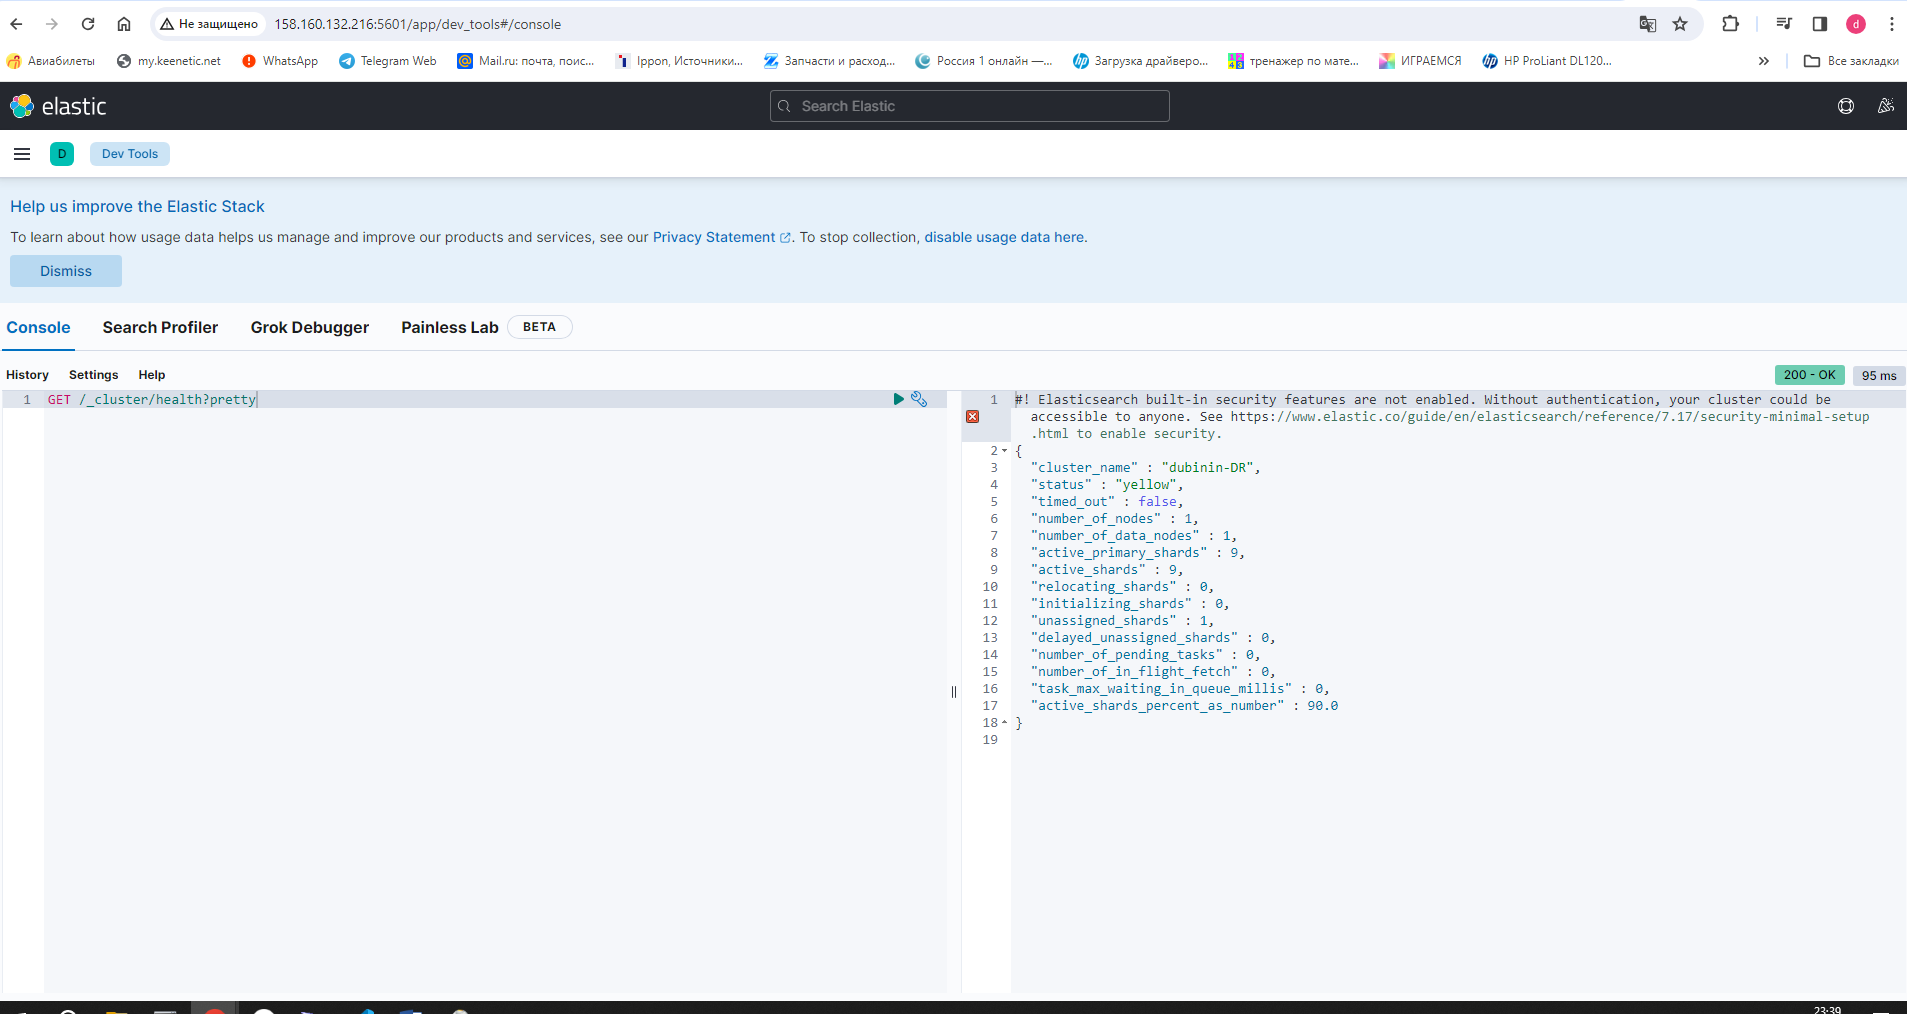 Не защищено 158.160.132.216:5601/app/dev_tools#/console d
Авиабилеты my.keenetic.net WhatsApp Telegram Web Mail.ru: почта, поис... Ippon, Источники... Запчасти и расход... Россия 1 онлайн —... Загрузка драйверо... тренажер по мате... ИГРАЕМСЯ HP ProLiant DL120... » Все закладки
elastic Search Elastic
D Dev Tools
Help us improve the Elastic Stack
To learn about how usage data helps us manage and improve our products and services, see our Privacy Statement. To stop collection, disable usage data here.
Dismiss
Console Search Profiler Grok Debugger Painless Lab BETA
History Settings Help 200 - OK 95 ms
1 GET /_cluster/health?pretty
1 #! Elasticsearch built-in security features are not enabled. Without authentication, your cluster could be
accessible to anyone. See https://www.elastic.co/guide/en/elasticsearch/reference/7.17/security-minimal-setup
.html to enable security.
2 {
3 "cluster_name" : "dubinin-DR",
4 "status" : "yellow",
5 "timed_out" : false,
6 "number_of_nodes" : 1,
7 "number_of_data_nodes" : 1,
8 "active_primary_shards" : 9,
9 "active_shards" : 9,
10 "relocating_shards" : 0,
11 "initializing_shards" : 0,
12 "unassigned_shards" : 1,
13 "delayed_unassigned_shards" : 0,
14 "number_of_pending_tasks" : 0,
15 "number_of_in_flight_fetch" : 0,
16 "task_max_waiting_in_queue_millis" : 0,
17 "active_shards_percent_as_number" : 90.0
18 }
19
23:39